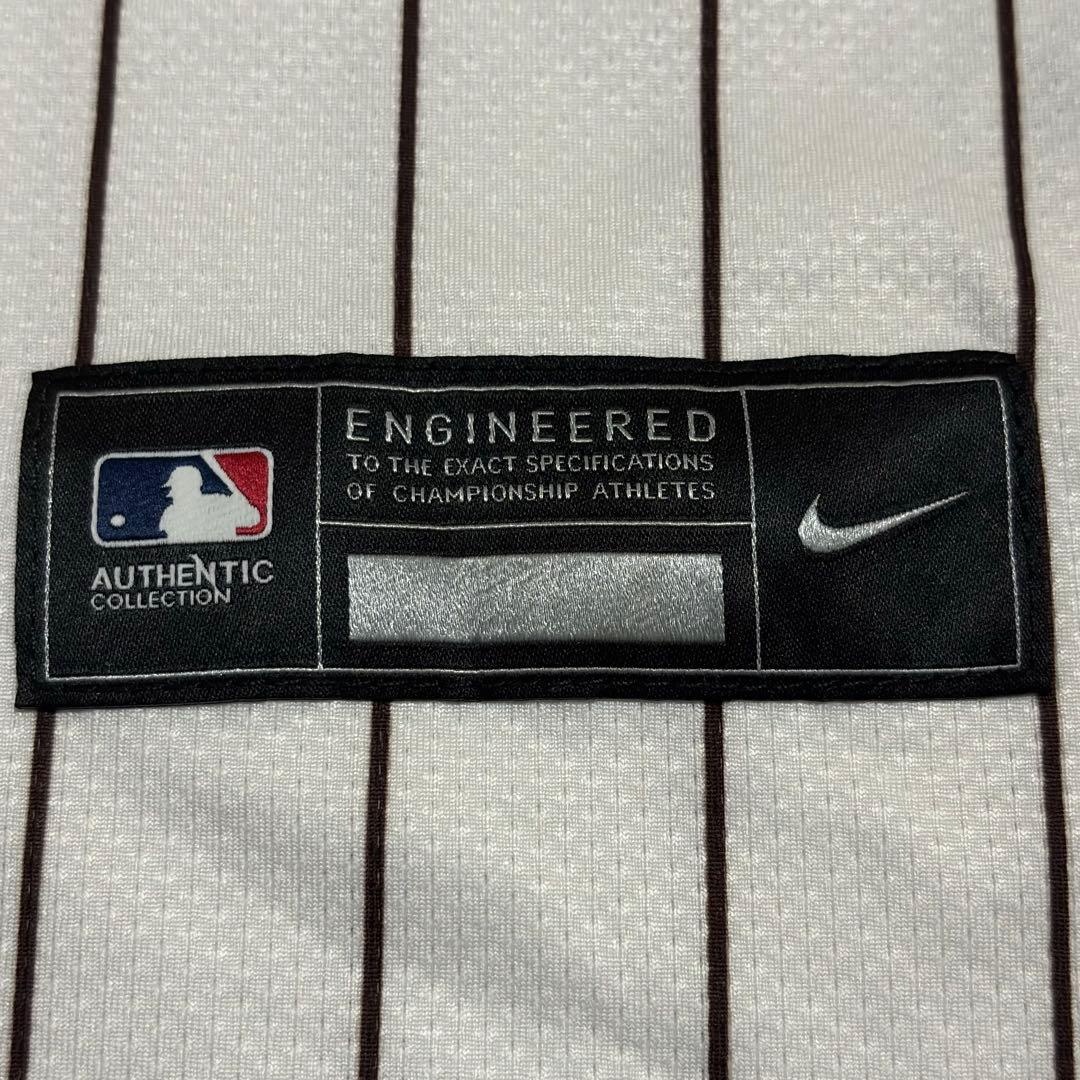 ENGINEERED
TO THE EXACT SPECIFICATIONS
OF CHAMPIONSHIP ATHLETES
AUTHENTIC
COLLECTION